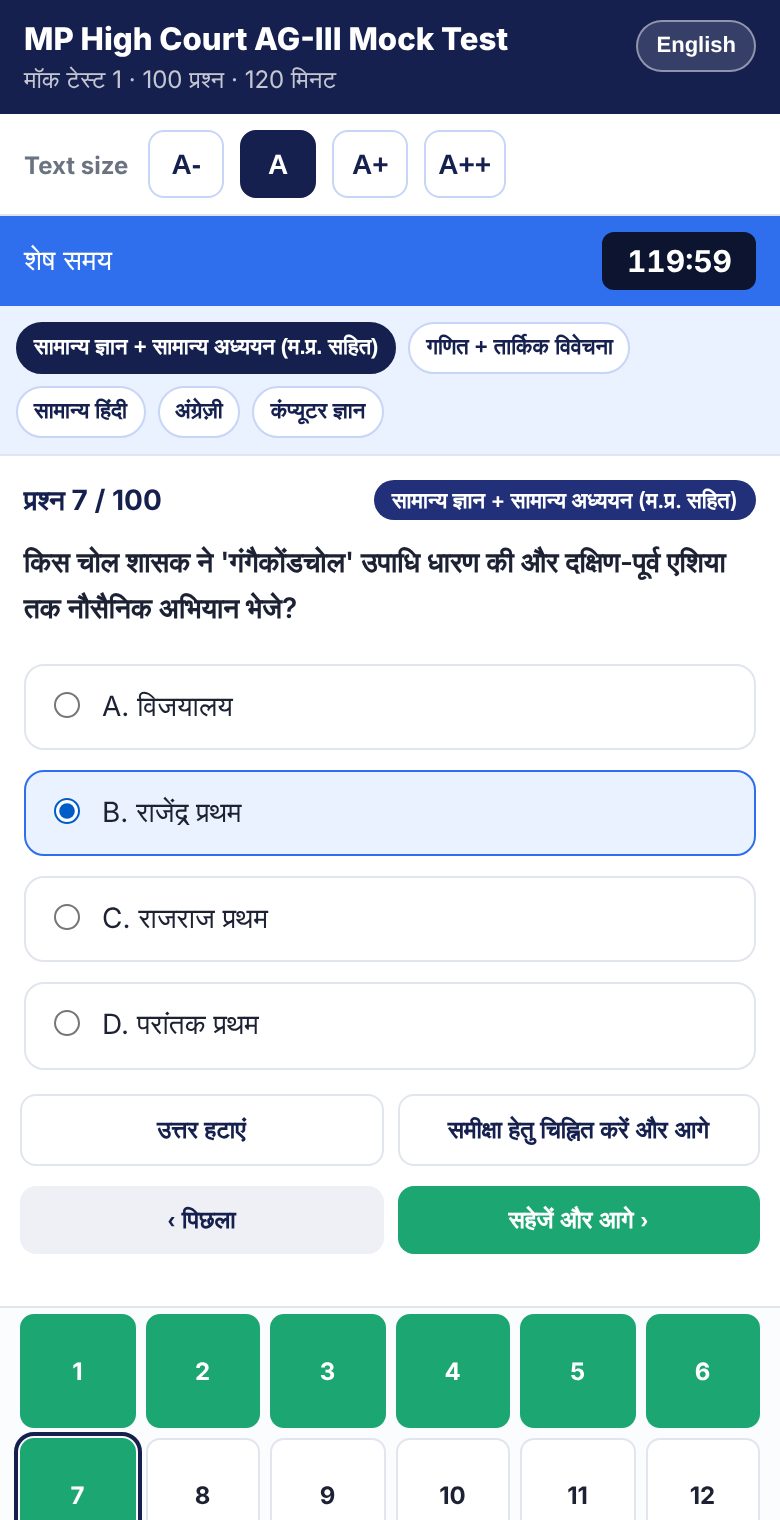 MP High Court AG-III Mock Test
English
मॉक टेस्ट 1 · 100 प्रश्न · 120 मिनट
Text size
A-
A
A+
A++
शेष समय
119:59
सामान्य ज्ञान + सामान्य अध्ययन (म.प्र. सहित)
गणित + तार्किक विवेचना
सामान्य हिंदी
अंग्रेज़ी
कंप्यूटर ज्ञान
प्रश्न 7 / 100
सामान्य ज्ञान + सामान्य अध्ययन (म.प्र. सहित)
किस चोल शासक ने 'गंगैकोंडचोल' उपाधि धारण की और दक्षिण-पूर्व एशिया
तक नौसैनिक अभियान भेजे?
A. विजयालय
B. राजेंद्र प्रथम
C. राजराज प्रथम
D. परांतक प्रथम
उत्तर हटाएं
समीक्षा हेतु चिह्नित करें और आगे
‹ पिछला
सहेजें और आगे ›
1
2
3
4
5
6
7
8
9
10
11
12